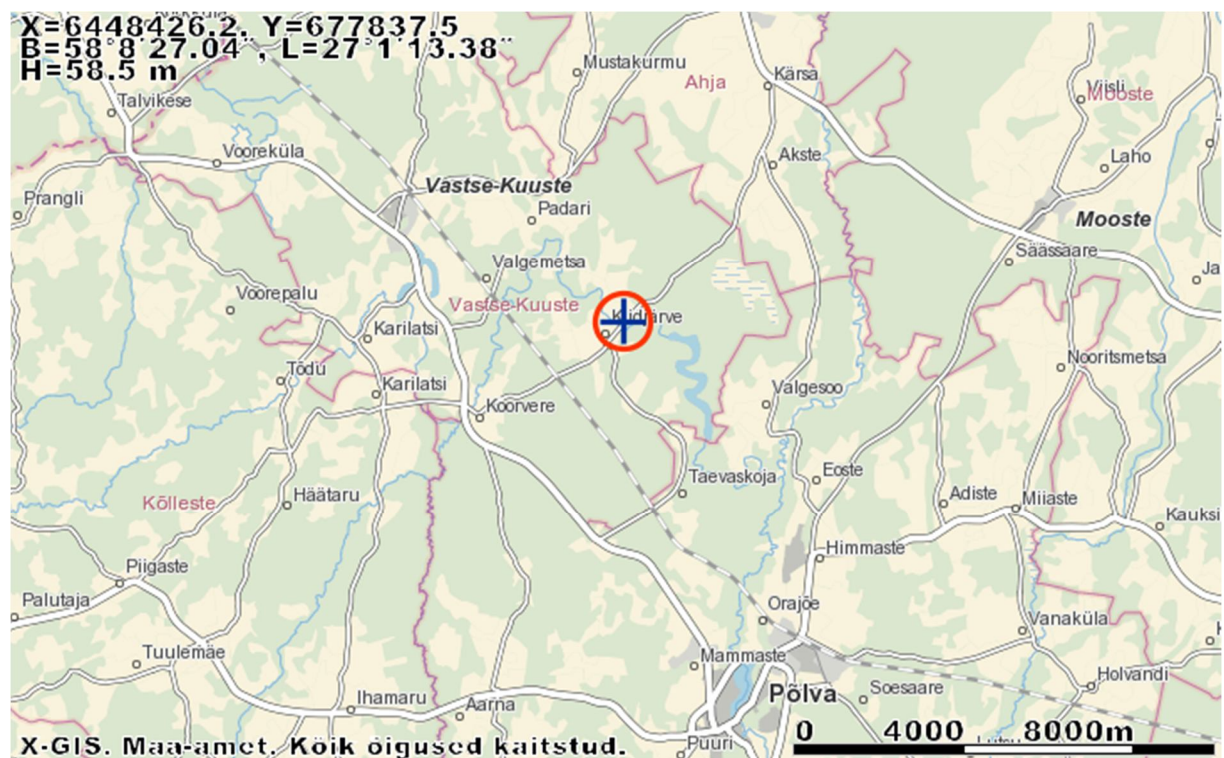 X=6448426.2, Y=677837.5
B=58°8'27.04", L=27°1'13.38"
H=58.5 m
Mustakurmu
Ahja
Kärsa
Viisli
Mooste
Talvikese
Vooreküla
Akste
Laho
Prangli
Vastse-Kuuste
Padari
Mooste
Säässaare
Valgemetsa
Ja
Voorepalu
Vastse-Kuuste
Karilatsi
Nooritsmetsa
Tõdu
Karilatsi
Valgesoo
Koorvere
Taevaskoja
Eoste
Kõlleste
Häätaru
Adiste
Miiaste
Kauksi
Himmaste
Piigaste
Palutaja
Orajõe
Vanaküla
Tuulemäe
Mammaste
Holvandi
Põlva
Soesaare
Ihamaru
Aarna
0 4000 8000m
Puuri
X-GIS. Maa-amet. Kõik õigused kaitstud.